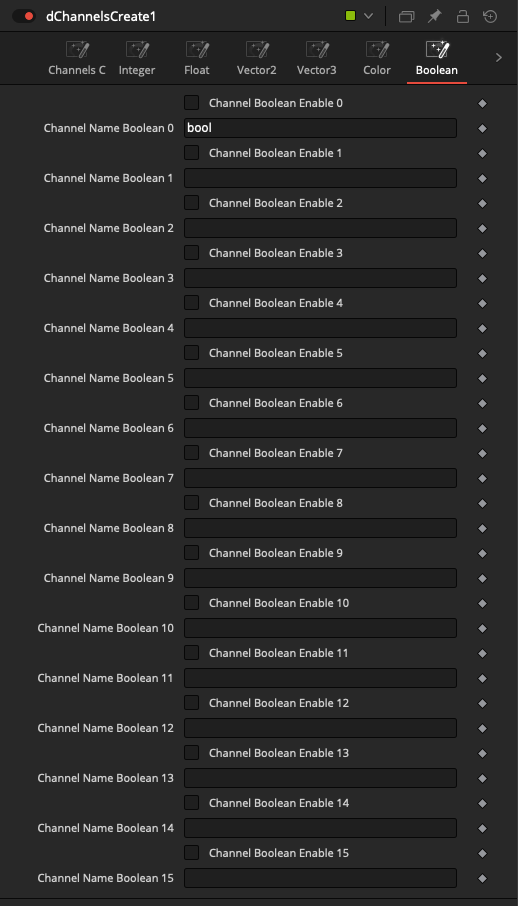 dChannelsCreate1
Channels C Integer Float Vector2 Vector3 Color Boolean
Channel Boolean Enable 0
Channel Name Boolean 0 bool
Channel Boolean Enable 1
Channel Name Boolean 1
Channel Boolean Enable 2
Channel Name Boolean 2
Channel Boolean Enable 3
Channel Name Boolean 3
Channel Boolean Enable 4
Channel Name Boolean 4
Channel Boolean Enable 5
Channel Name Boolean 5
Channel Boolean Enable 6
Channel Name Boolean 6
Channel Boolean Enable 7
Channel Name Boolean 7
Channel Boolean Enable 8
Channel Name Boolean 8
Channel Boolean Enable 9
Channel Name Boolean 9
Channel Boolean Enable 10
Channel Name Boolean 10
Channel Boolean Enable 11
Channel Name Boolean 11
Channel Boolean Enable 12
Channel Name Boolean 12
Channel Boolean Enable 13
Channel Name Boolean 13
Channel Boolean Enable 14
Channel Name Boolean 14
Channel Boolean Enable 15
Channel Name Boolean 15